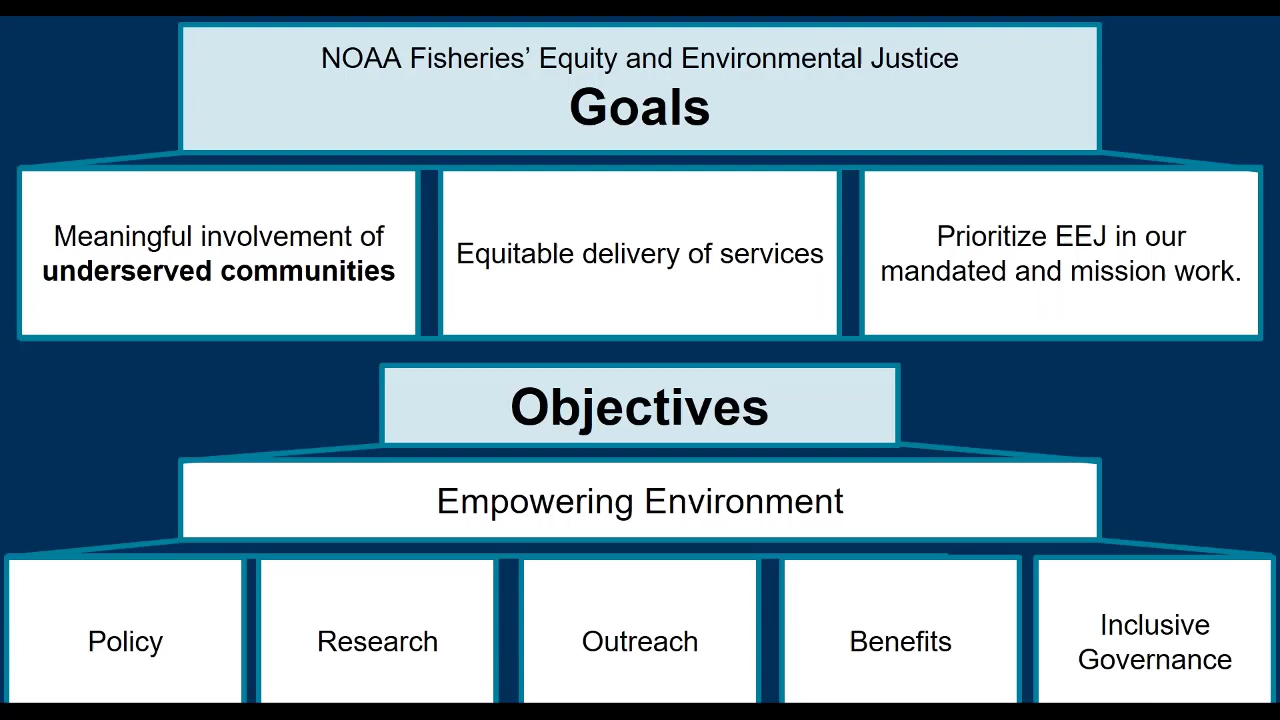 NOAA Fisheries’ Equity and Environmental Justice
Goals
Meaningful involvement of
underserved communities
Equitable delivery of services
Prioritize EEJ in our
mandated and mission work.
Objectives
Empowering Environment
Policy
Research
Outreach
Benefits
Inclusive
Governance